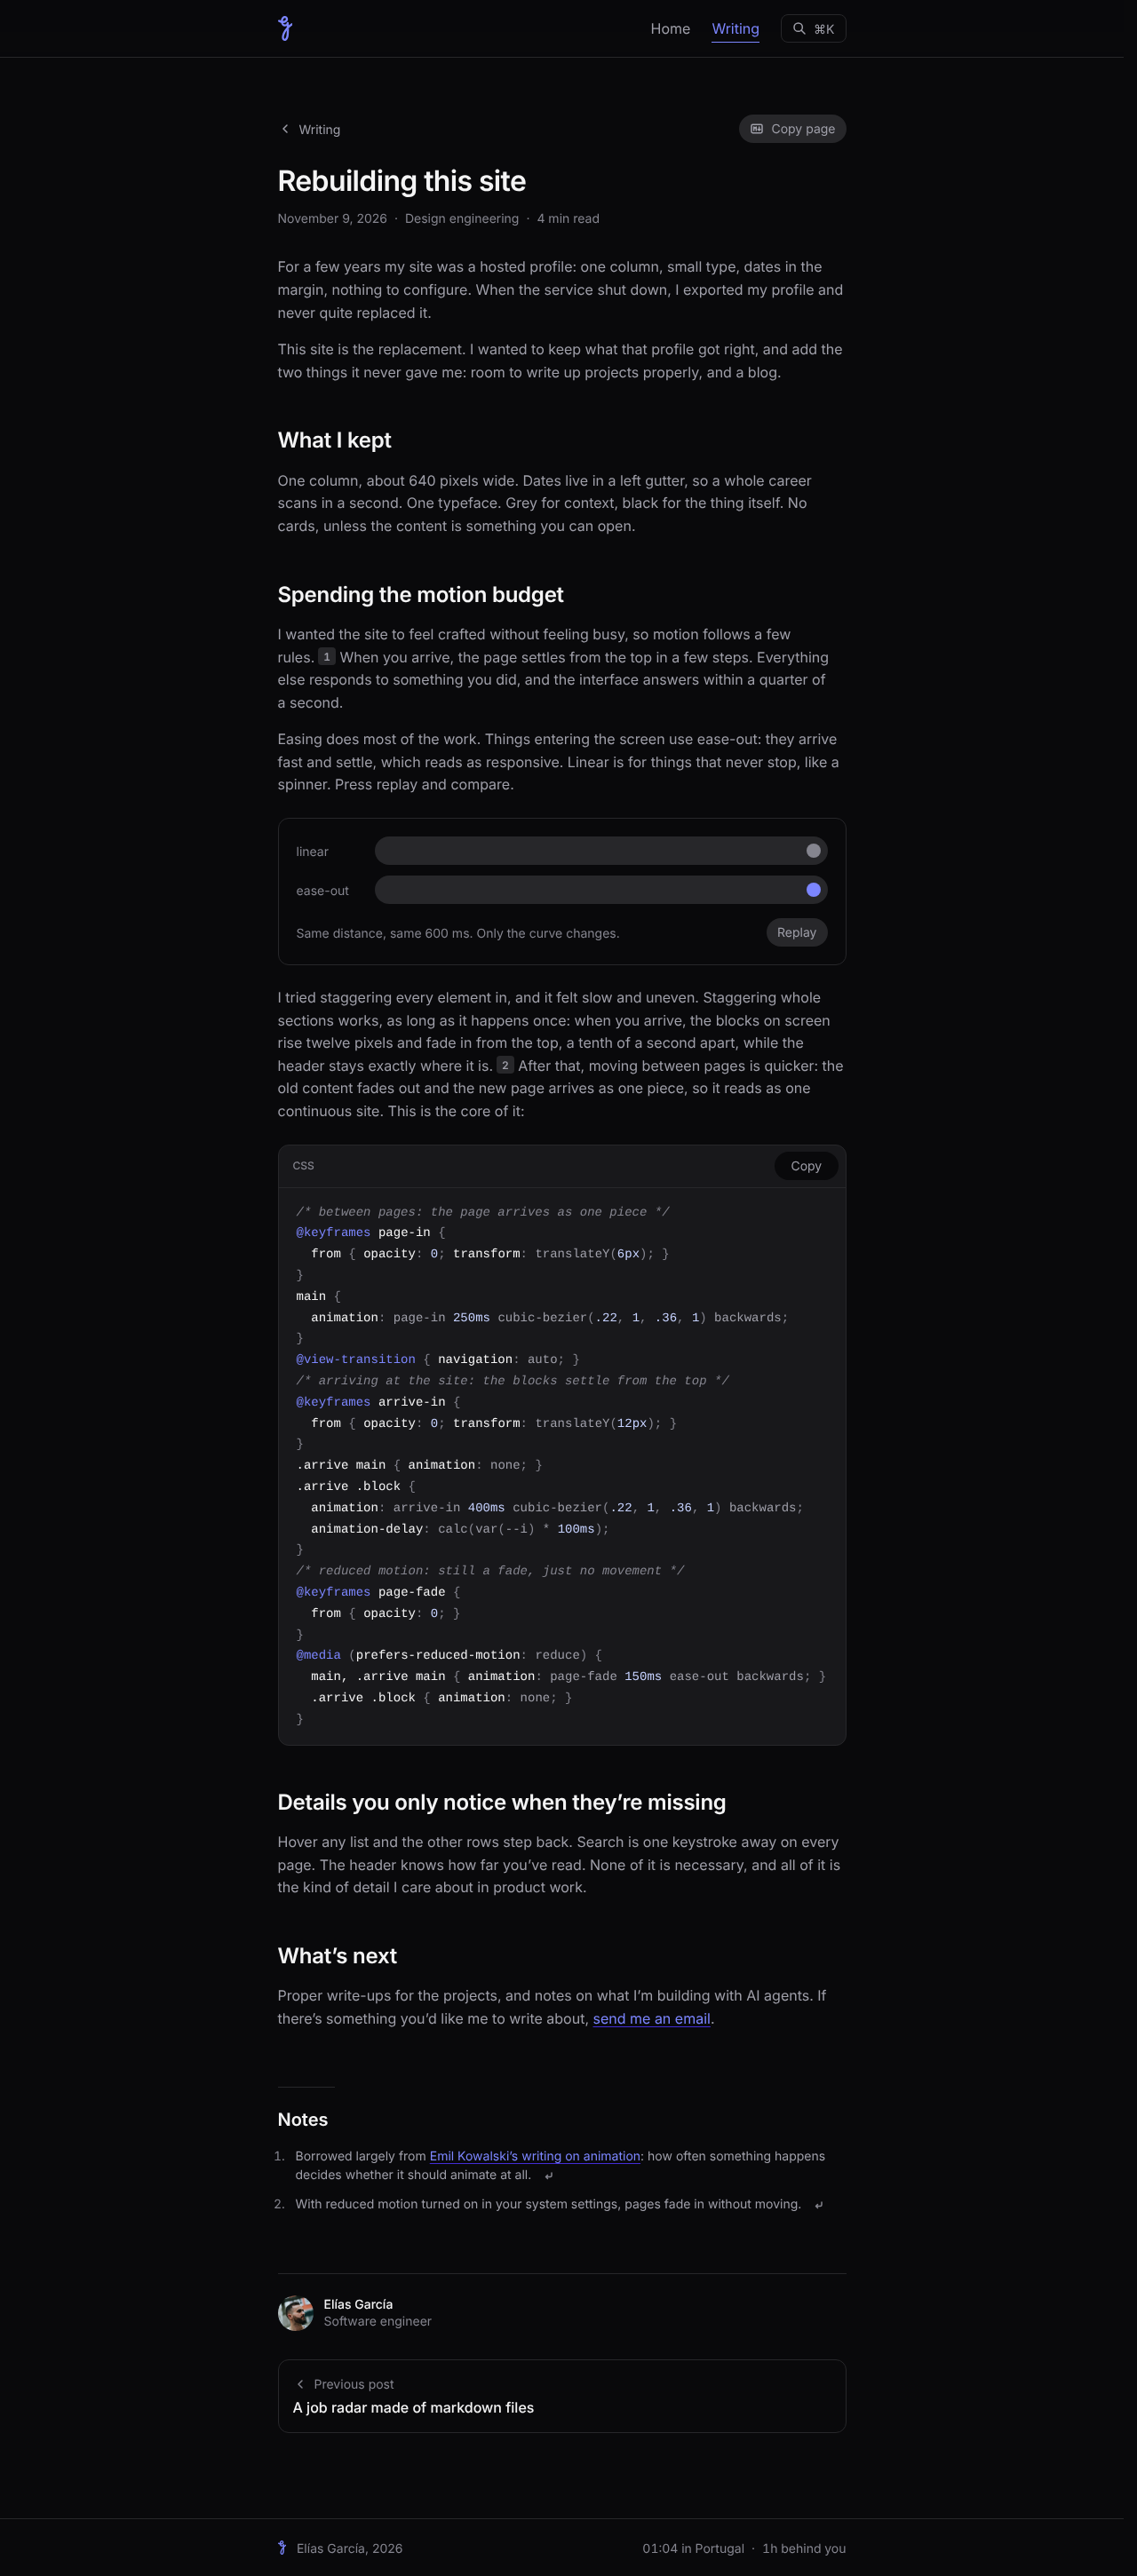 Home Writing ⌘K
Writing
Copy page
Rebuilding this site
November 9, 2026 · Design engineering · 4 min read
For a few years my site was a hosted profile: one column, small type, dates in the
margin, nothing to configure. When the service shut down, I exported my profile and
never quite replaced it.
This site is the replacement. I wanted to keep what that profile got right, and add the
two things it never gave me: room to write up projects properly, and a blog.
What I kept
One column, about 640 pixels wide. Dates live in a left gutter, so a whole career
scans in a second. One typeface. Grey for context, black for the thing itself. No
cards, unless the content is something you can open.
Spending the motion budget
I wanted the site to feel crafted without feeling busy, so motion follows a few
rules. 1 When you arrive, the page settles from the top in a few steps. Everything
else responds to something you did, and the interface answers within a quarter of
a second.
Easing does most of the work. Things entering the screen use ease-out: they arrive
fast and settle, which reads as responsive. Linear is for things that never stop, like a
spinner. Press replay and compare.
linear
ease-out
Same distance, same 600 ms. Only the curve changes.
Replay
I tried staggering every element in, and it felt slow and uneven. Staggering whole
sections works, as long as it happens once: when you arrive, the blocks on screen
rise twelve pixels and fade in from the top, a tenth of a second apart, while the
header stays exactly where it is. 2 After that, moving between pages is quicker: the
old content fades out and the new page arrives as one piece, so it reads as one
continuous site. This is the core of it:
CSS
Copy
/* between pages: the page arrives as one piece */
@keyframes page-in {
  from { opacity: 0; transform: translateY(6px); }
}
main {
  animation: page-in 250ms cubic-bezier(.22, 1, .36, 1) backwards;
}
@view-transition { navigation: auto; }
/* arriving at the site: the blocks settle from the top */
@keyframes arrive-in {
  from { opacity: 0; transform: translateY(12px); }
}
.arrive main { animation: none; }
.arrive .block {
  animation: arrive-in 400ms cubic-bezier(.22, 1, .36, 1) backwards;
  animation-delay: calc(var(--i) * 100ms);
}
/* reduced motion: still a fade, just no movement */
@keyframes page-fade {
  from { opacity: 0; }
}
@media (prefers-reduced-motion: reduce) {
  main, .arrive main { animation: page-fade 150ms ease-out backwards; }
  .arrive .block { animation: none; }
}
Details you only notice when they’re missing
Hover any list and the other rows step back. Search is one keystroke away on every
page. The header knows how far you’ve read. None of it is necessary, and all of it is
the kind of detail I care about in product work.
What’s next
Proper write-ups for the projects, and notes on what I’m building with AI agents. If
there’s something you’d like me to write about, send me an email.
Notes
1. Borrowed largely from Emil Kowalski’s writing on animation: how often something happens
decides whether it should animate at all. ↵
2. With reduced motion turned on in your system settings, pages fade in without moving. ↵
Elías García
Software engineer
Previous post
A job radar made of markdown files
Elías García, 2026
01:04 in Portugal · 1h behind you